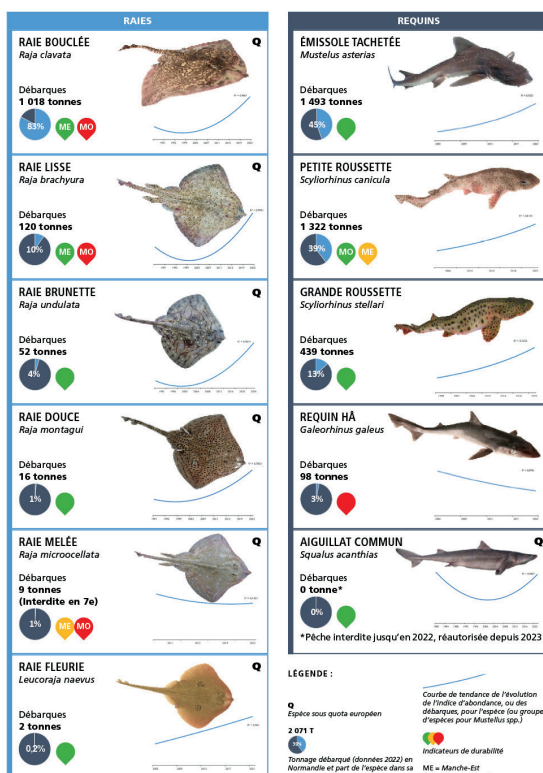 RAIES
RAIE BOUCLÉE
Q
Raja clavata
Débarques
1 018 tonnes
83%
ME
MO
RAIE LISSE
Q
Raja brachyura
Débarques
120 tonnes
10%
ME
MO
RAIE BRUNETTE
Q
Raja undulata
Débarques
52 tonnes
4%
RAIE DOUCE
Q
Raja montagui
Débarques
16 tonnes
1%
RAIE MELÉE
Q
Raja microocellata
Débarques
9 tonnes
(Interdite en 7e)
1%
ME
MO
RAIE FLEURIE
Q
Leucoraja naevus
Débarques
2 tonnes
0,2%
REQUINS
ÉMISSOLE TACHETÉE
Mustelus asterias
Débarques
1 493 tonnes
45%
PETITE ROUSSETTE
Scyliorhinus canicula
Débarques
1 322 tonnes
39%
MO
ME
GRANDE ROUSSETTE
Scyliorhinus stellari
Débarques
439 tonnes
13%
REQUIN HÂ
Galeorhinus galeus
Débarques
98 tonnes
3%
AIGUILLAT COMMUN
Q
Squalus acanthias
Débarques
0 tonne*
0%
*Pêche interdite jusqu'en 2022, réautorisée depuis 2023
LÉGENDE :
Q
Espèce sous quota européen
2 071 T
Tonnage débarqué (données 2022) en
Normandie et part de l'espèce dans sa
Courbe de tendance de l'évolution
de l'indice d'abondance, ou des
débarques, pour l'espèce (ou groupe
d'espèces pour Mustellus spp.)
Indicateurs de durabilité
ME = Manche-Est